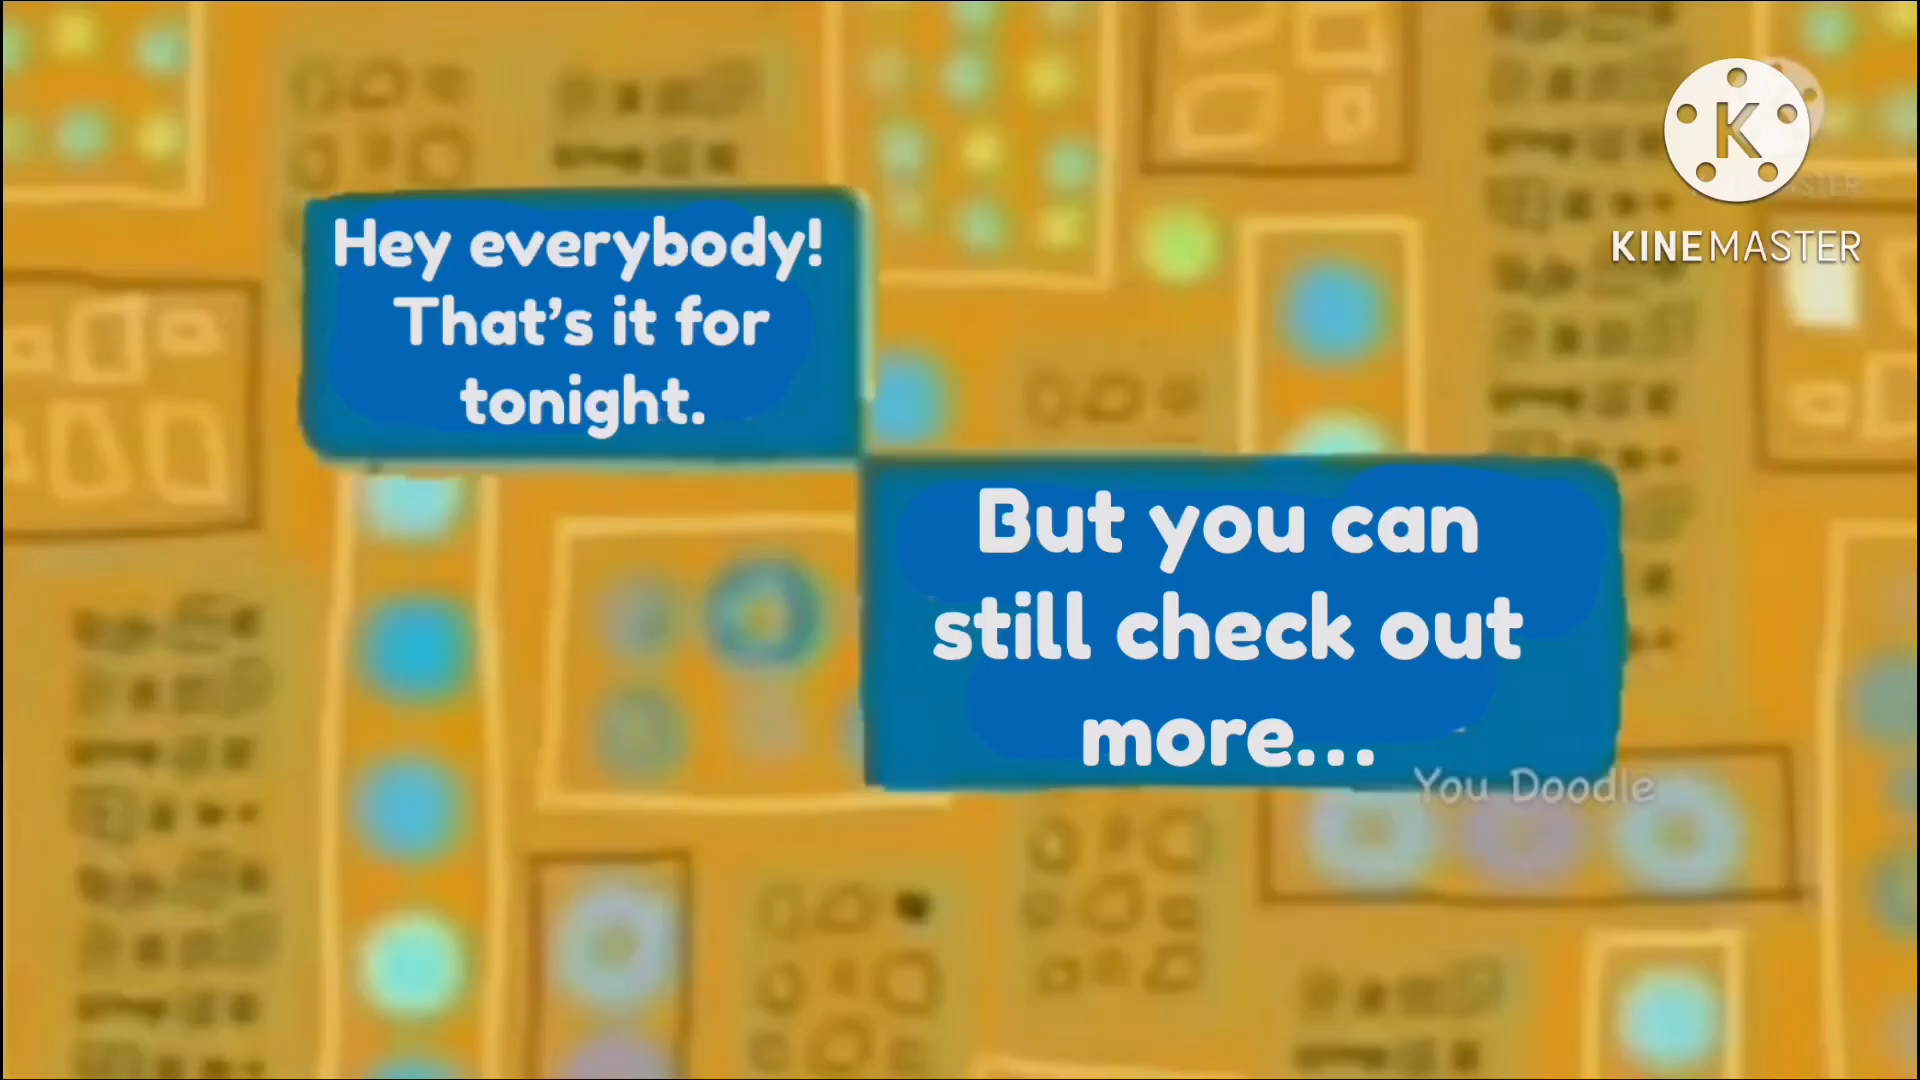 Hey everybody!
That's it for
tonight.
But you can
still check out
more...
You Doodle
K
KINEMASTER